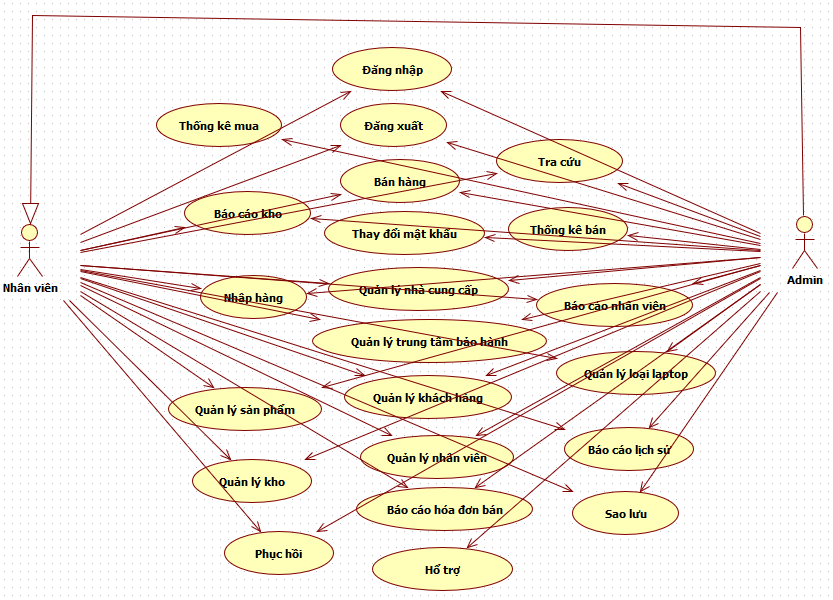 Đăng nhập
Thống kê mua
Đăng xuất
Tra cứu
Bán hàng
Báo cáo kho
Thay đổi mật khẩu
Thống kê bán
Nhân viên
Admin
Nhập hàng
Quản lý nhà cung cấp
Báo cáo nhân viên
Quản lý trung tâm bảo hành
Quản lý loại laptop
Quản lý sản phẩm
Quản lý khách hàng
Quản lý nhân viên
Báo cáo lịch sử
Quản lý kho
Báo cáo hóa đơn bán
Sao lưu
Phục hồi
Hổ trợ